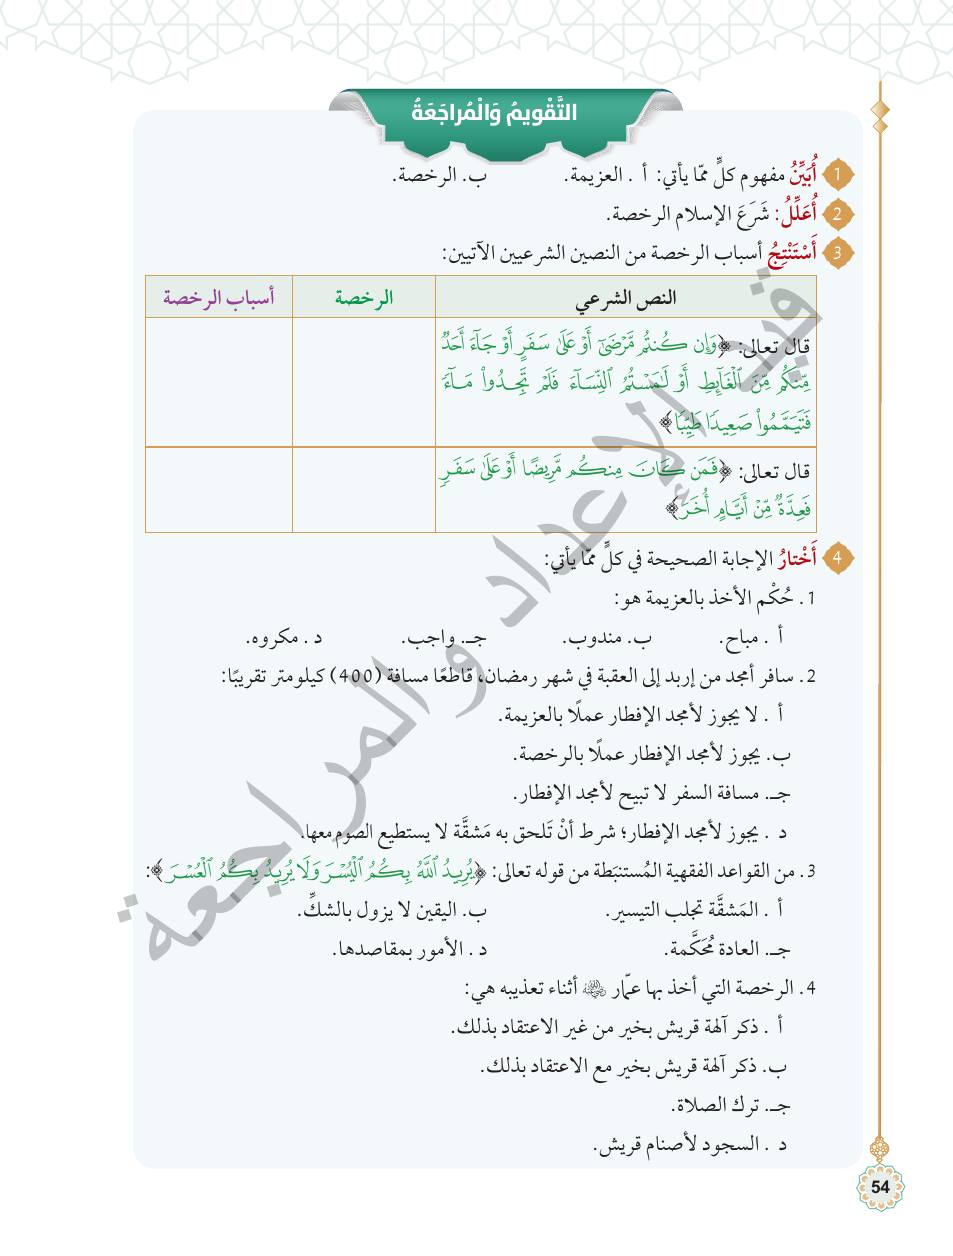 التَّقْويمُ وَالْمُراجَعَةُ
1 أُبَيِّنُ مفهوم كلٍّ ممّا يأتي: أ . العزيمة. ب. الرخصة.
2 أُعَلِّلُ: شَرَعَ الإسلام الرخصة.
3 أَسْتَنْتِجُ أسباب الرخصة من النصين الشرعيين الآتيين:
النص الشرعي الرخصة أسباب الرخصة
قال تعالى: ﴿وَإِن كُنتُم مَّرْضَىٰٓ أَوْ عَلَىٰ سَفَرٍ أَوْ جَآءَ أَحَدٌ
مِّنكُم مِّنَ ٱلْغَآئِطِ أَوْ لَٰمَسْتُمُ ٱلنِّسَآءَ فَلَمْ تَجِدُوا۟ مَآءً
فَتَيَمَّمُوا۟ صَعِيدًا طَيِّبًا﴾
قال تعالى: ﴿فَمَن كَانَ مِنكُم مَّرِيضًا أَوْ عَلَىٰ سَفَرٍ
فَعِدَّةٌ مِّنْ أَيَّامٍ أُخَرَ﴾
4 أَخْتارُ الإجابة الصحيحة في كلٍّ ممّا يأتي:
1. حُكْم الأخذ بالعزيمة هو:
أ . مباح. ب. مندوب. جـ. واجب. د . مكروه.
2. سافر أمجد من إربد إلى العقبة في شهر رمضان، قاطعًا مسافة (400) كيلومتر تقريبًا:
أ . لا يجوز لأمجد الإفطار عملًا بالعزيمة.
ب. يجوز لأمجد الإفطار عملًا بالرخصة.
جـ. مسافة السفر لا تبيح لأمجد الإفطار.
د . يجوز لأمجد الإفطار؛ شرط أنْ تَلحق به مَشقَّة لا يستطيع الصوم معها.
3. من القواعد الفقهية المُستنبَطة من قوله تعالى: ﴿يُرِيدُ ٱللَّهُ بِكُمُ ٱلْيُسْرَ وَلَا يُرِيدُ بِكُمُ ٱلْعُسْرَ﴾:
أ . المَشقَّة تجلب التيسير. ب. اليقين لا يزول بالشكِّ.
جـ. العادة مُحَكَّمة. د . الأمور بمقاصدها.
4. الرخصة التي أخذ بها عمّار رضي الله عنه أثناء تعذيبه هي:
أ . ذكر آلهة قريش بخير من غير الاعتقاد بذلك.
ب. ذكر آلهة قريش بخير مع الاعتقاد بذلك.
جـ. ترك الصلاة.
د . السجود لأصنام قريش.
قيد الإعداد والمراجعة
54